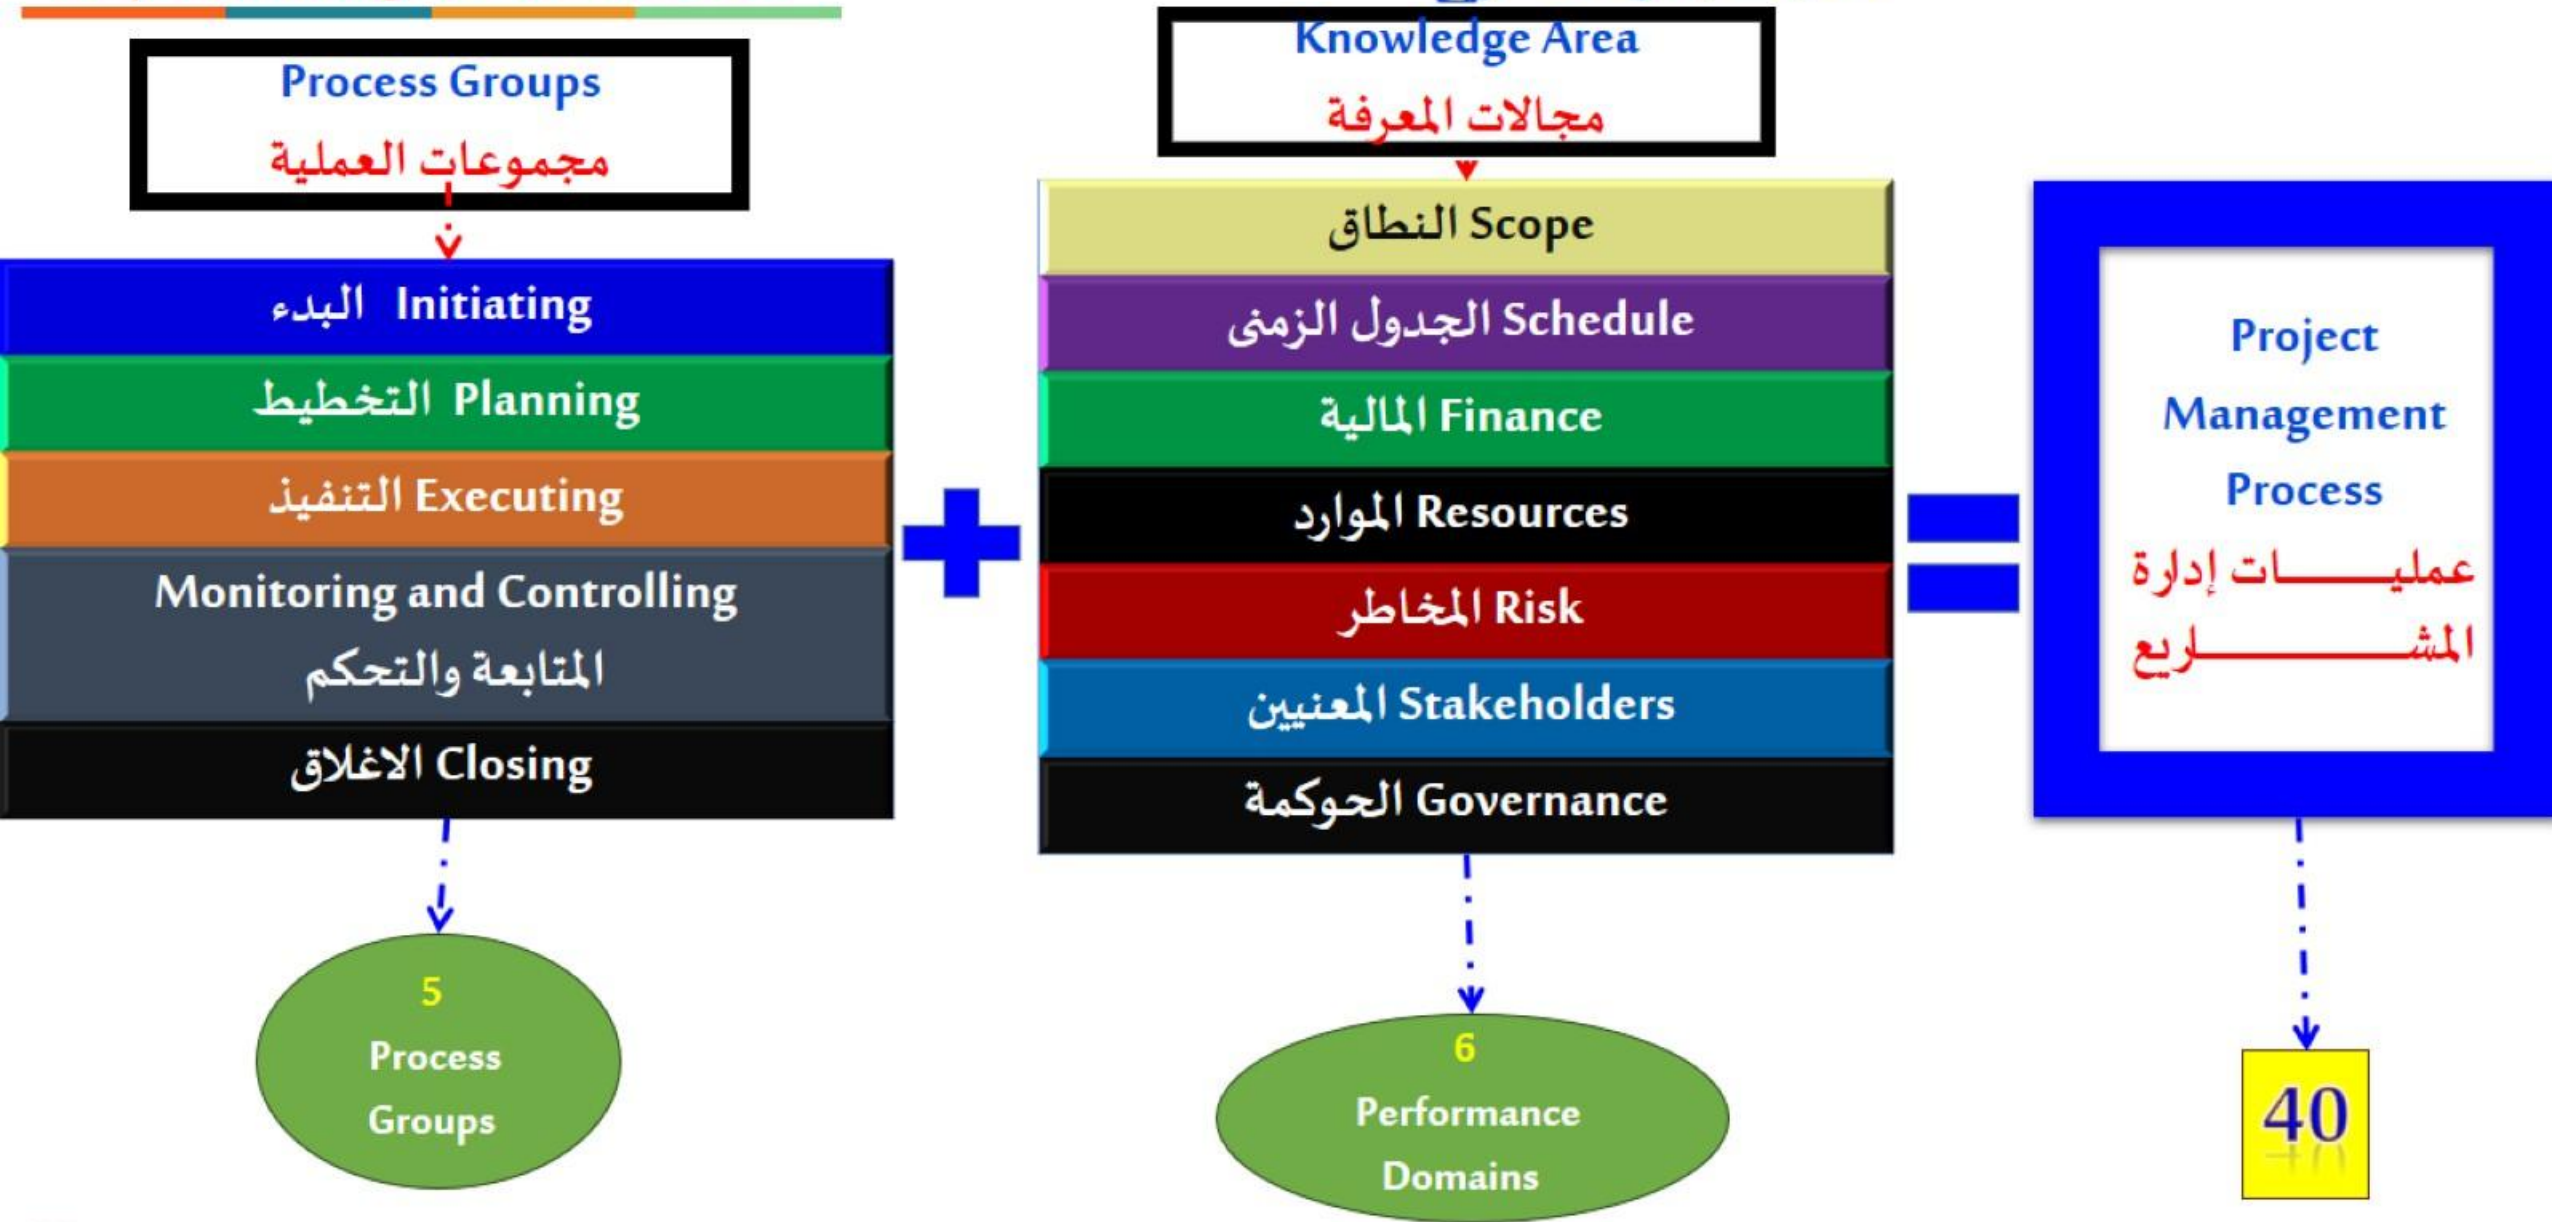 Process Groups
مجموعات العملية
البدء Initiating
التخطيط Planning
التنفيذ Executing
Monitoring and Controlling
المتابعة والتحكم
الاغلاق Closing
5
Process
Groups
Knowledge Area
مجالات المعرفة
النطاق Scope
الجدول الزمنى Schedule
المالية Finance
الموارد Resources
المخاطر Risk
المعنيين Stakeholders
الحوكمة Governance
6
Performance
Domains
Project
Management
Process
عمليـــــات إدارة
المشــــــــاريع
40